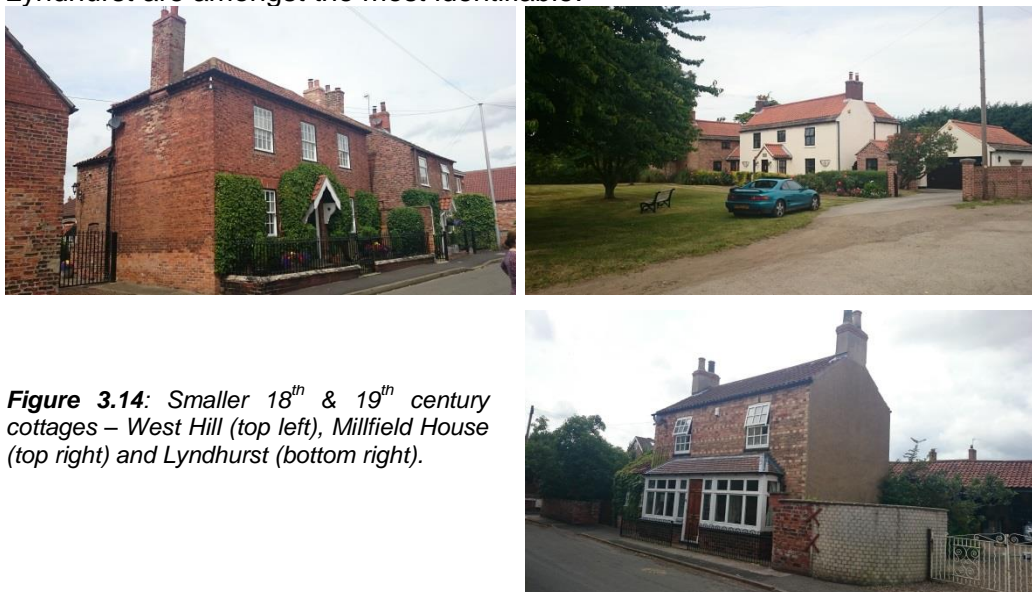 Lyndhurst are amongst the most identifiable.
Figure 3.14: Smaller 18th & 19th century
cottages – West Hill (top left), Millfield House
(top right) and Lyndhurst (bottom right).